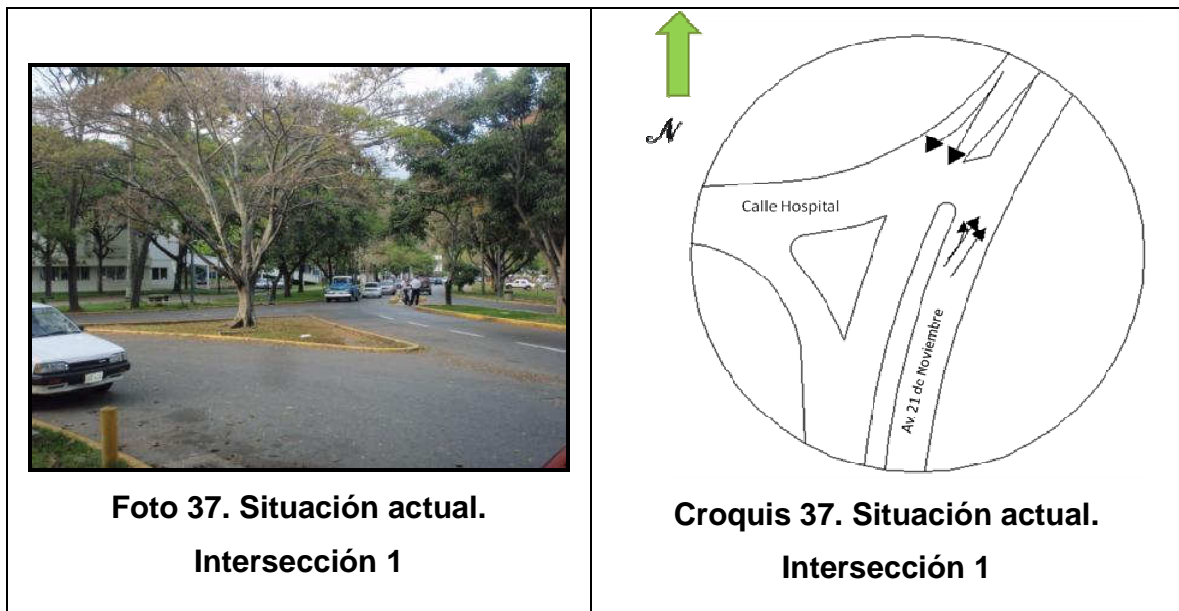 Foto 37. Situación actual.
Intersección 1
N
Calle Hospital
Av. 21 de Noviembre
Croquis 37. Situación actual.
Intersección 1